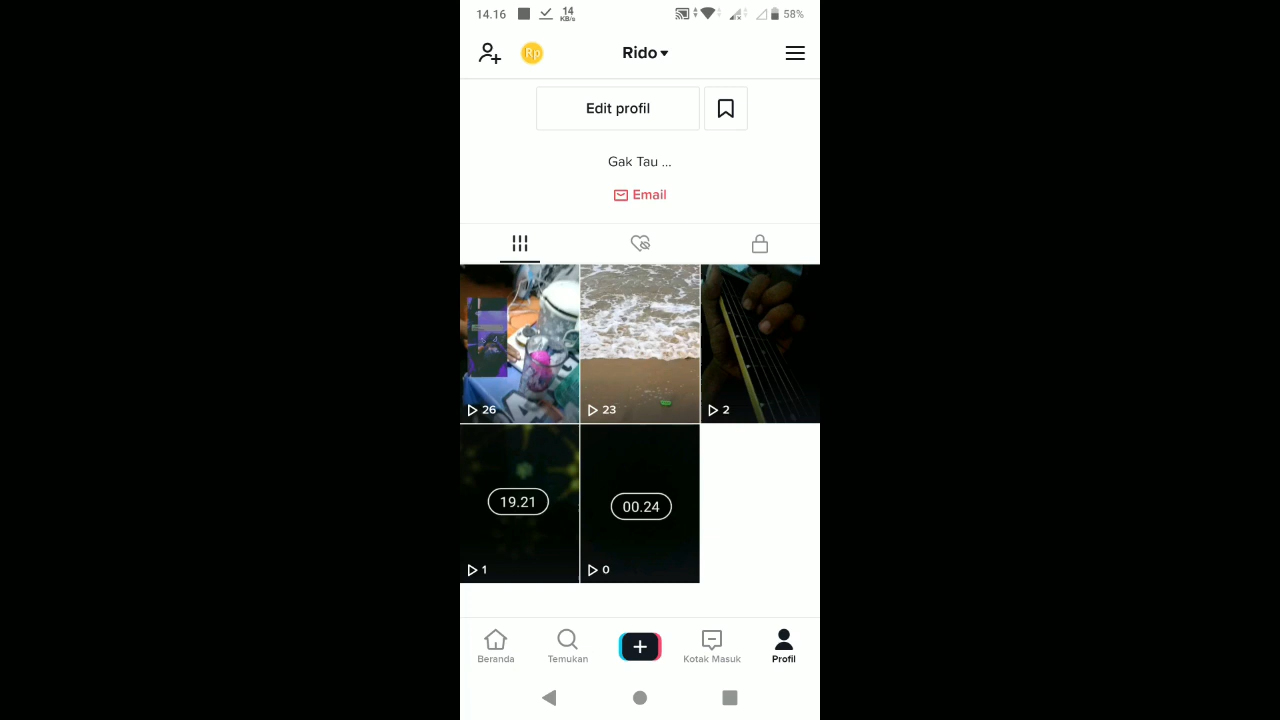 14.16 14 KB/s 58%
Rp Rido
Edit profil
Gak Tau ...
Email
26 23 2
19.21 00.24
1 0
Beranda Temukan Kotak Masuk Profil